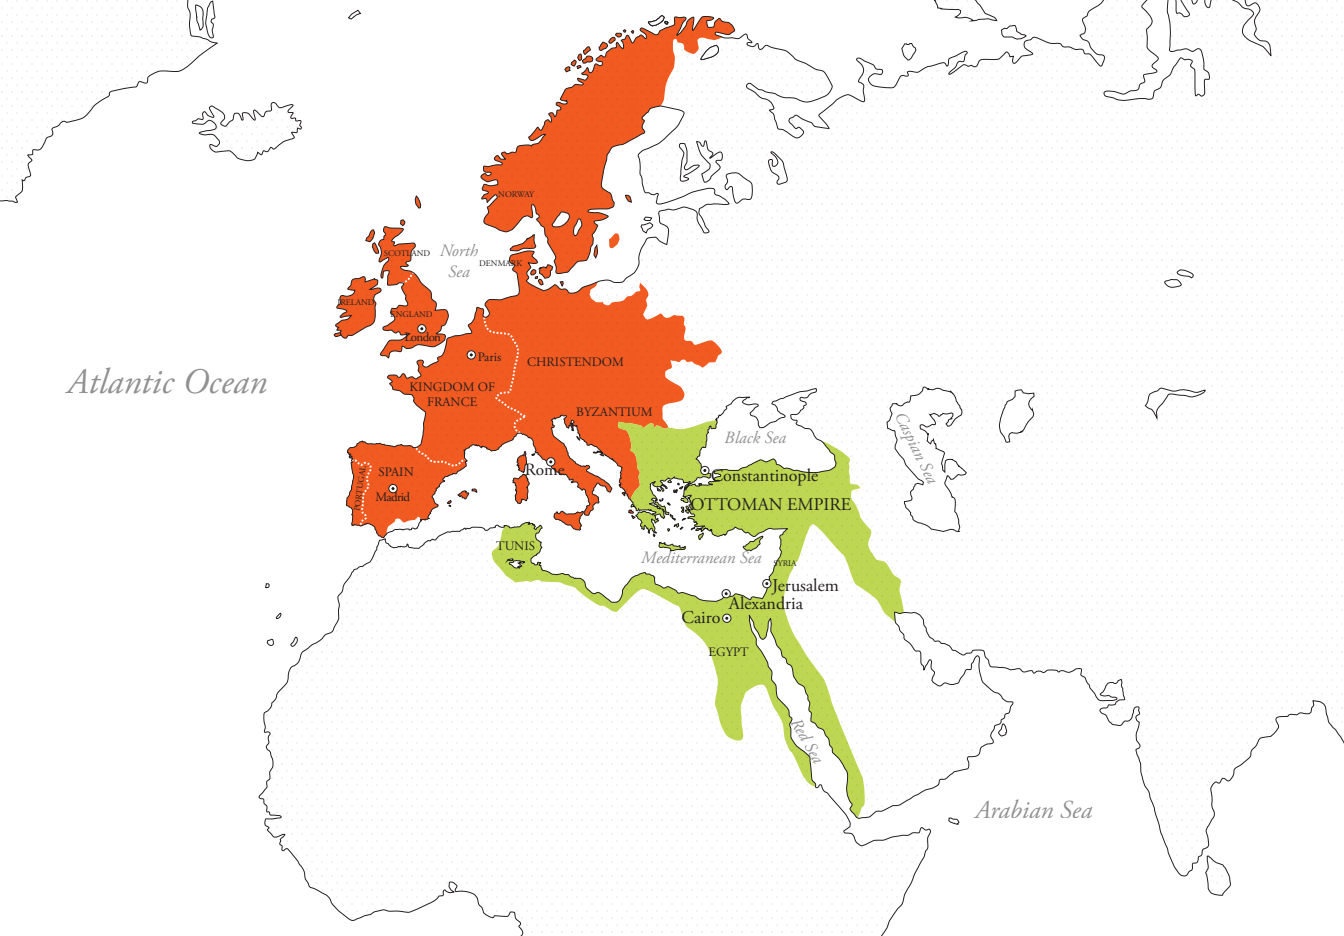 NORWAY
North
Sea
SCOTLAND
DENMARK
IRELAND
ENGLAND
London
Paris
CHRISTENDOM
Atlantic Ocean
KINGDOM OF
FRANCE
BYZANTIUM
Black Sea
Caspian Sea
Rome
SPAIN
PORTUGAL
Madrid
Constantinople
OTTOMAN EMPIRE
TUNIS
Mediterranean Sea
SYRIA
Jerusalem
Alexandria
Cairo
EGYPT
Red Sea
Arabian Sea